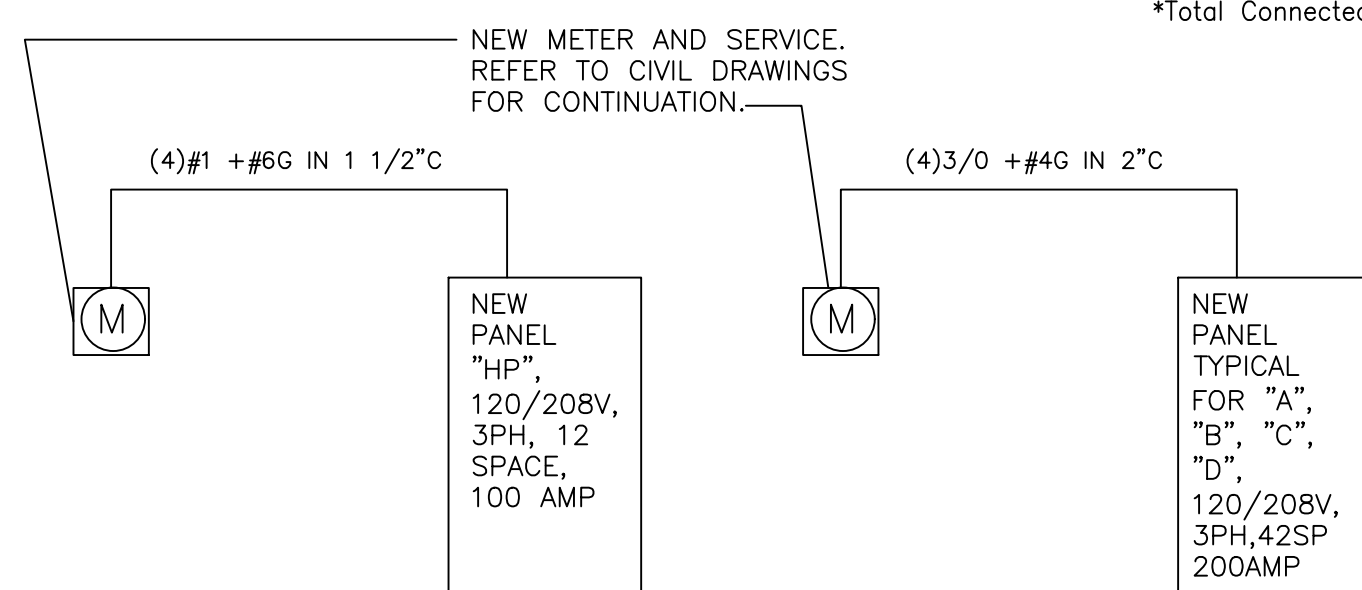 *Total Connected
NEW METER AND SERVICE.
REFER TO CIVIL DRAWINGS
FOR CONTINUATION.
(4)#1 +#6G IN 1 1/2"C
(4)3/0 +#4G IN 2"C
M
NEW
PANEL
"HP",
120/208V,
3PH, 12
SPACE,
100 AMP
M
NEW
PANEL
TYPICAL
FOR "A",
"B", "C",
"D",
120/208V,
3PH,42SP
200AMP